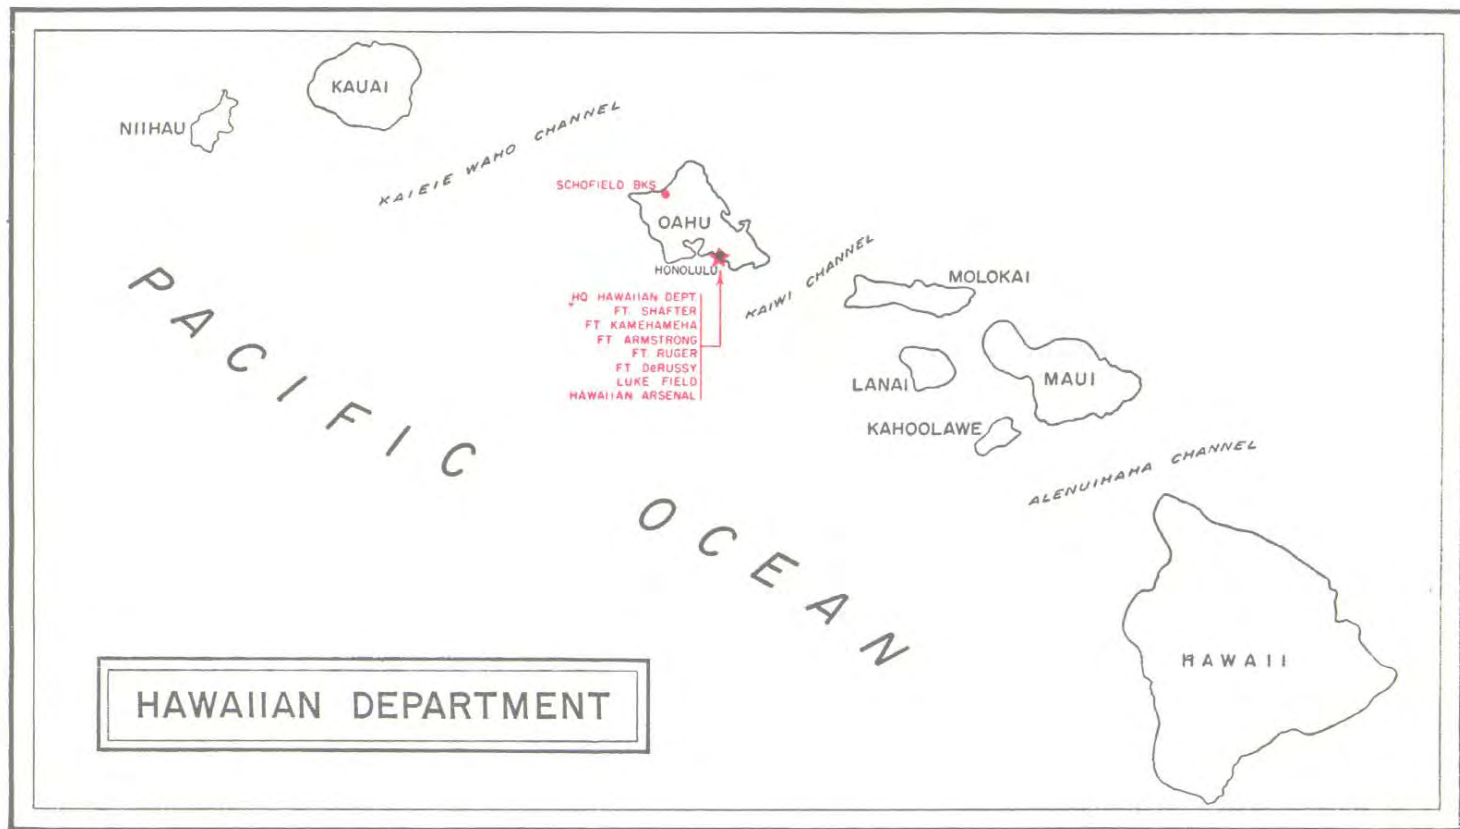 KAUAI
NIIHAU
KAIEIE WAHO CHANNEL
SCHOFIELD BKS
OAHU
HONOLULU
HQ HAWAIIAN DEPT
FT SHAFTER
FT KAMEHAMEHA
FT ARMSTRONG
FT RUGER
FT DeRUSSY
LUKE FIELD
HAWAIIAN ARSENAL
KAIWI CHANNEL
MOLOKAI
LANAI
MAUI
KAHOOLAWE
ALENUIHAHA CHANNEL
HAWAII
PACIFIC OCEAN
HAWAIIAN DEPARTMENT